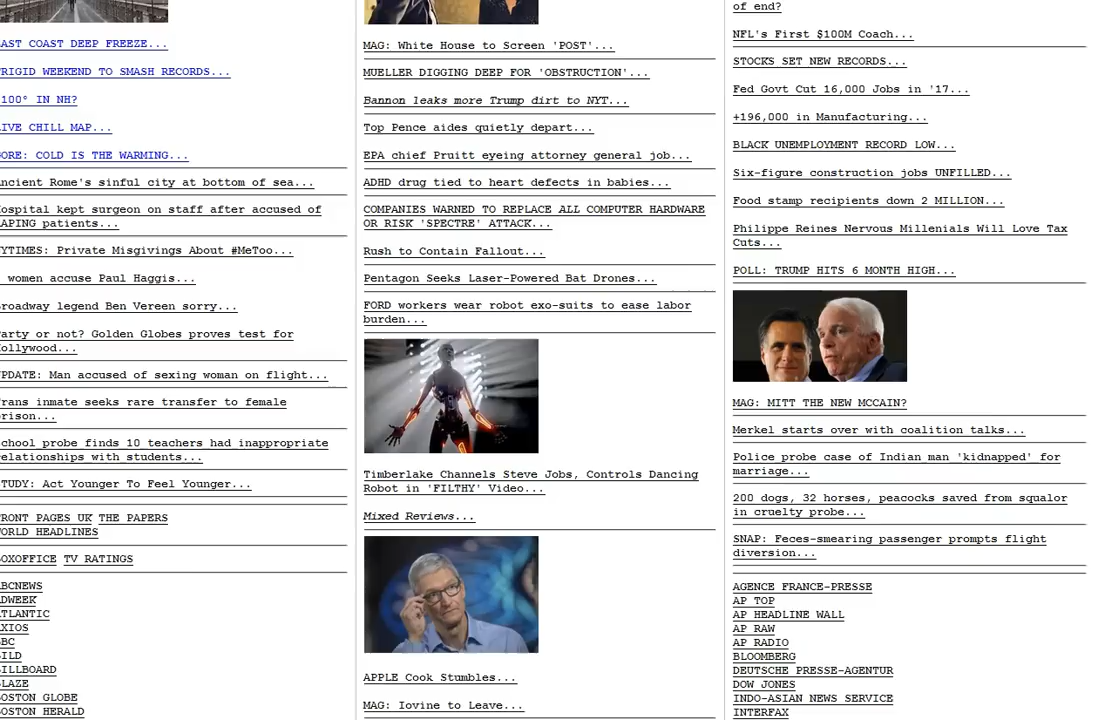 AST COAST DEEP FREEZE...
RIGID WEEKEND TO SMASH RECORDS...
100° IN NH?
IVE CHILL MAP...
ORE: COLD IS THE WARMING...
ncient Rome's sinful city at bottom of sea...
ospital kept surgeon on staff after accused of
APING patients...
YTIMES: Private Misgivings About #MeToo...
women accuse Paul Haggis...
roadway legend Ben Vereen sorry...
arty or not? Golden Globes proves test for
ollywood...
PDATE: Man accused of sexing woman on flight...
rans inmate seeks rare transfer to female
rison...
chool probe finds 10 teachers had inappropriate
elationships with students...
TUDY: Act Younger To Feel Younger...
RONT PAGES UK THE PAPERS
ORLD HEADLINES
OXOFFICE TV RATINGS
BCNEWS
DWEEK
TLANTIC
XIOS
BC
ILD
ILLBOARD
LAZE
OSTON GLOBE
OSTON HERALD
MAG: White House to Screen 'POST'...
MUELLER DIGGING DEEP FOR 'OBSTRUCTION'...
Bannon leaks more Trump dirt to NYT...
Top Pence aides quietly depart...
EPA chief Pruitt eyeing attorney general job...
ADHD drug tied to heart defects in babies...
COMPANIES WARNED TO REPLACE ALL COMPUTER HARDWARE
OR RISK 'SPECTRE' ATTACK...
Rush to Contain Fallout...
Pentagon Seeks Laser-Powered Bat Drones...
FORD workers wear robot exo-suits to ease labor
burden...
Timberlake Channels Steve Jobs, Controls Dancing
Robot in 'FILTHY' Video...
Mixed Reviews...
APPLE Cook Stumbles...
MAG: Iovine to Leave...
of end?
NFL's First $100M Coach...
STOCKS SET NEW RECORDS...
Fed Govt Cut 16,000 Jobs in '17...
+196,000 in Manufacturing...
BLACK UNEMPLOYMENT RECORD LOW...
Six-figure construction jobs UNFILLED...
Food stamp recipients down 2 MILLION...
Philippe Reines Nervous Millenials Will Love Tax
Cuts...
POLL: TRUMP HITS 6 MONTH HIGH...
MAG: MITT THE NEW MCCAIN?
Merkel starts over with coalition talks...
Police probe case of Indian man 'kidnapped' for
marriage...
200 dogs, 32 horses, peacocks saved from squalor
in cruelty probe...
SNAP: Feces-smearing passenger prompts flight
diversion...
AGENCE FRANCE-PRESSE
AP TOP
AP HEADLINE WALL
AP RAW
AP RADIO
BLOOMBERG
DEUTSCHE PRESSE-AGENTUR
DOW JONES
INDO-ASIAN NEWS SERVICE
INTERFAX